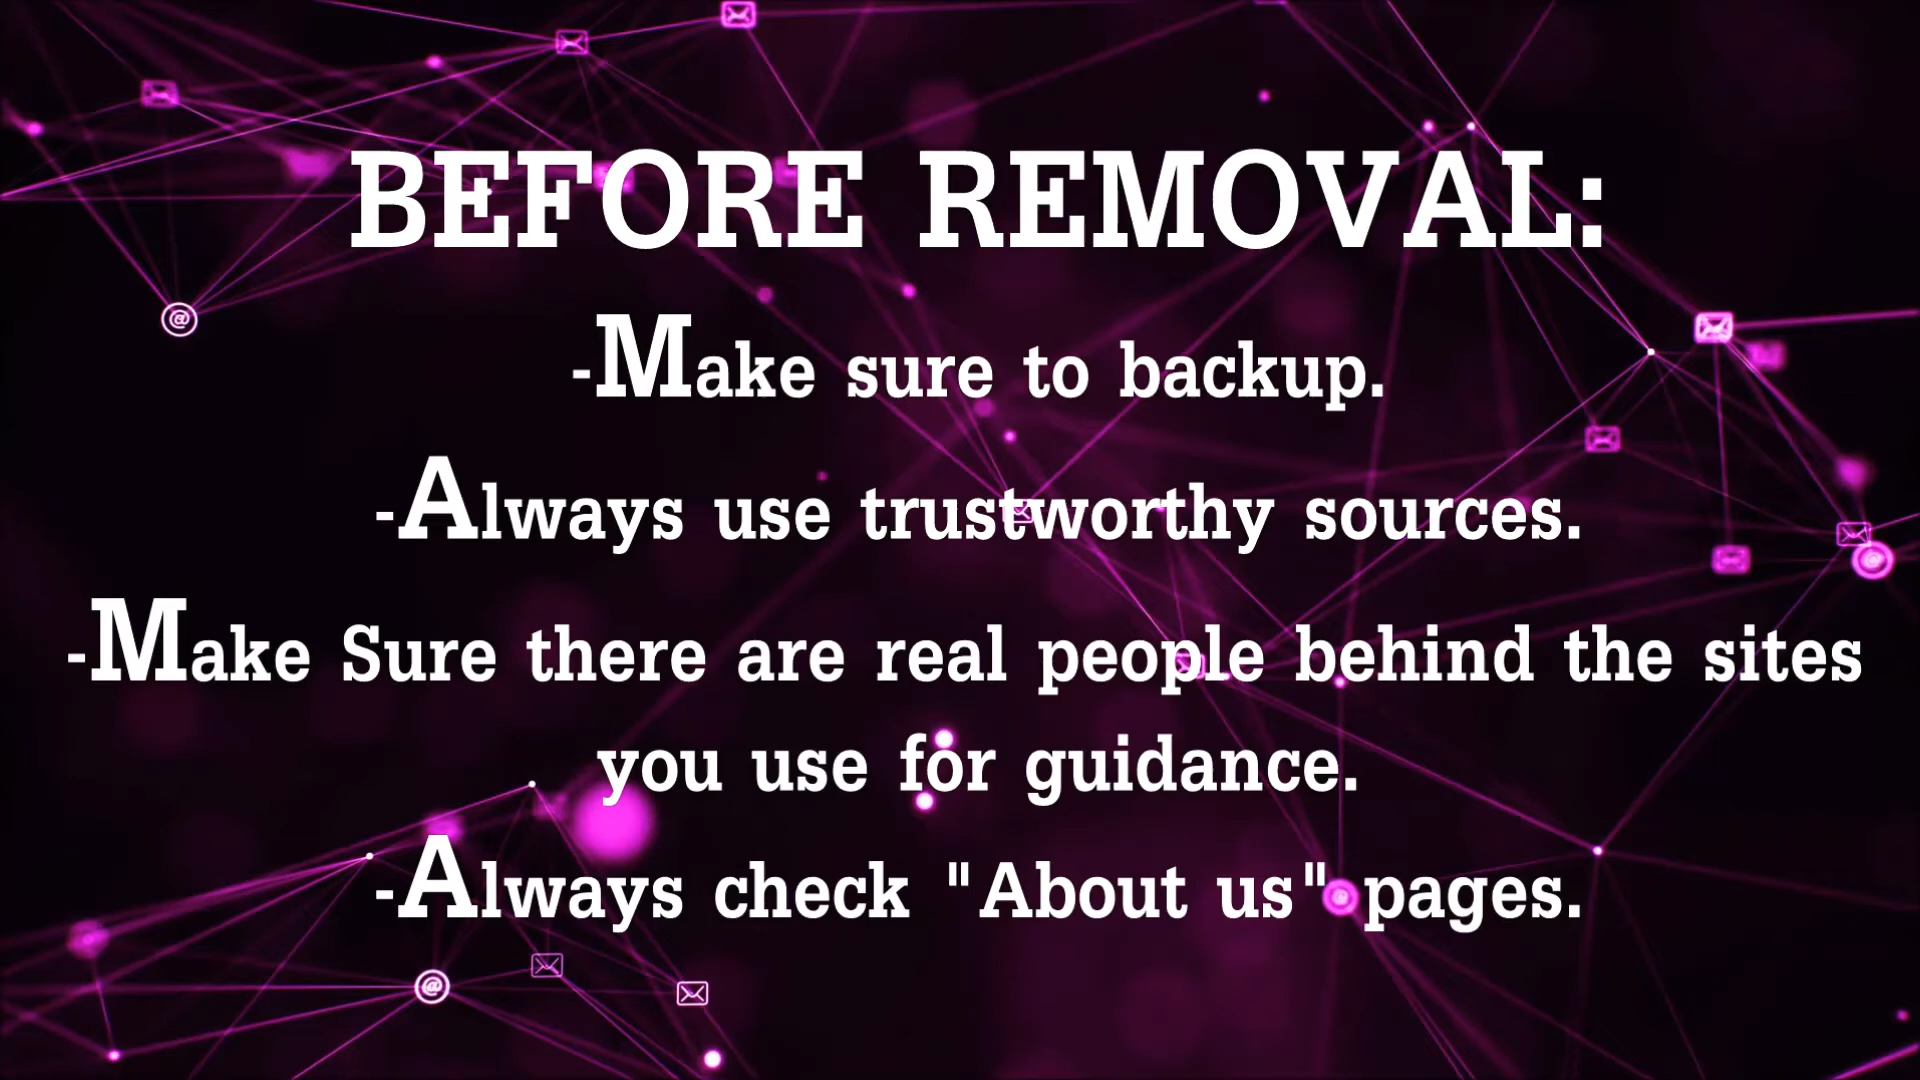 BEFORE REMOVAL:
-Make sure to backup.
-Always use trustworthy sources.
-Make Sure there are real people behind the sites
you use for guidance.
-Always check "About us" pages.